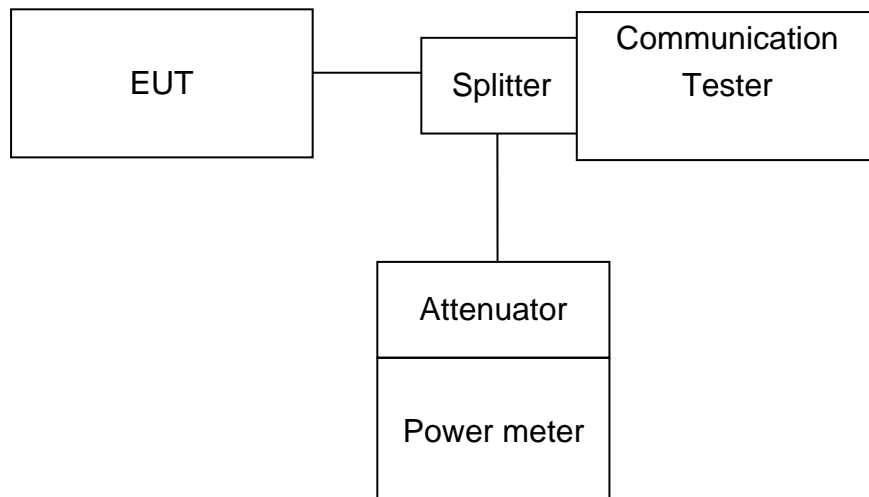 EUT
Splitter
Communication
Tester
Attenuator
Power meter